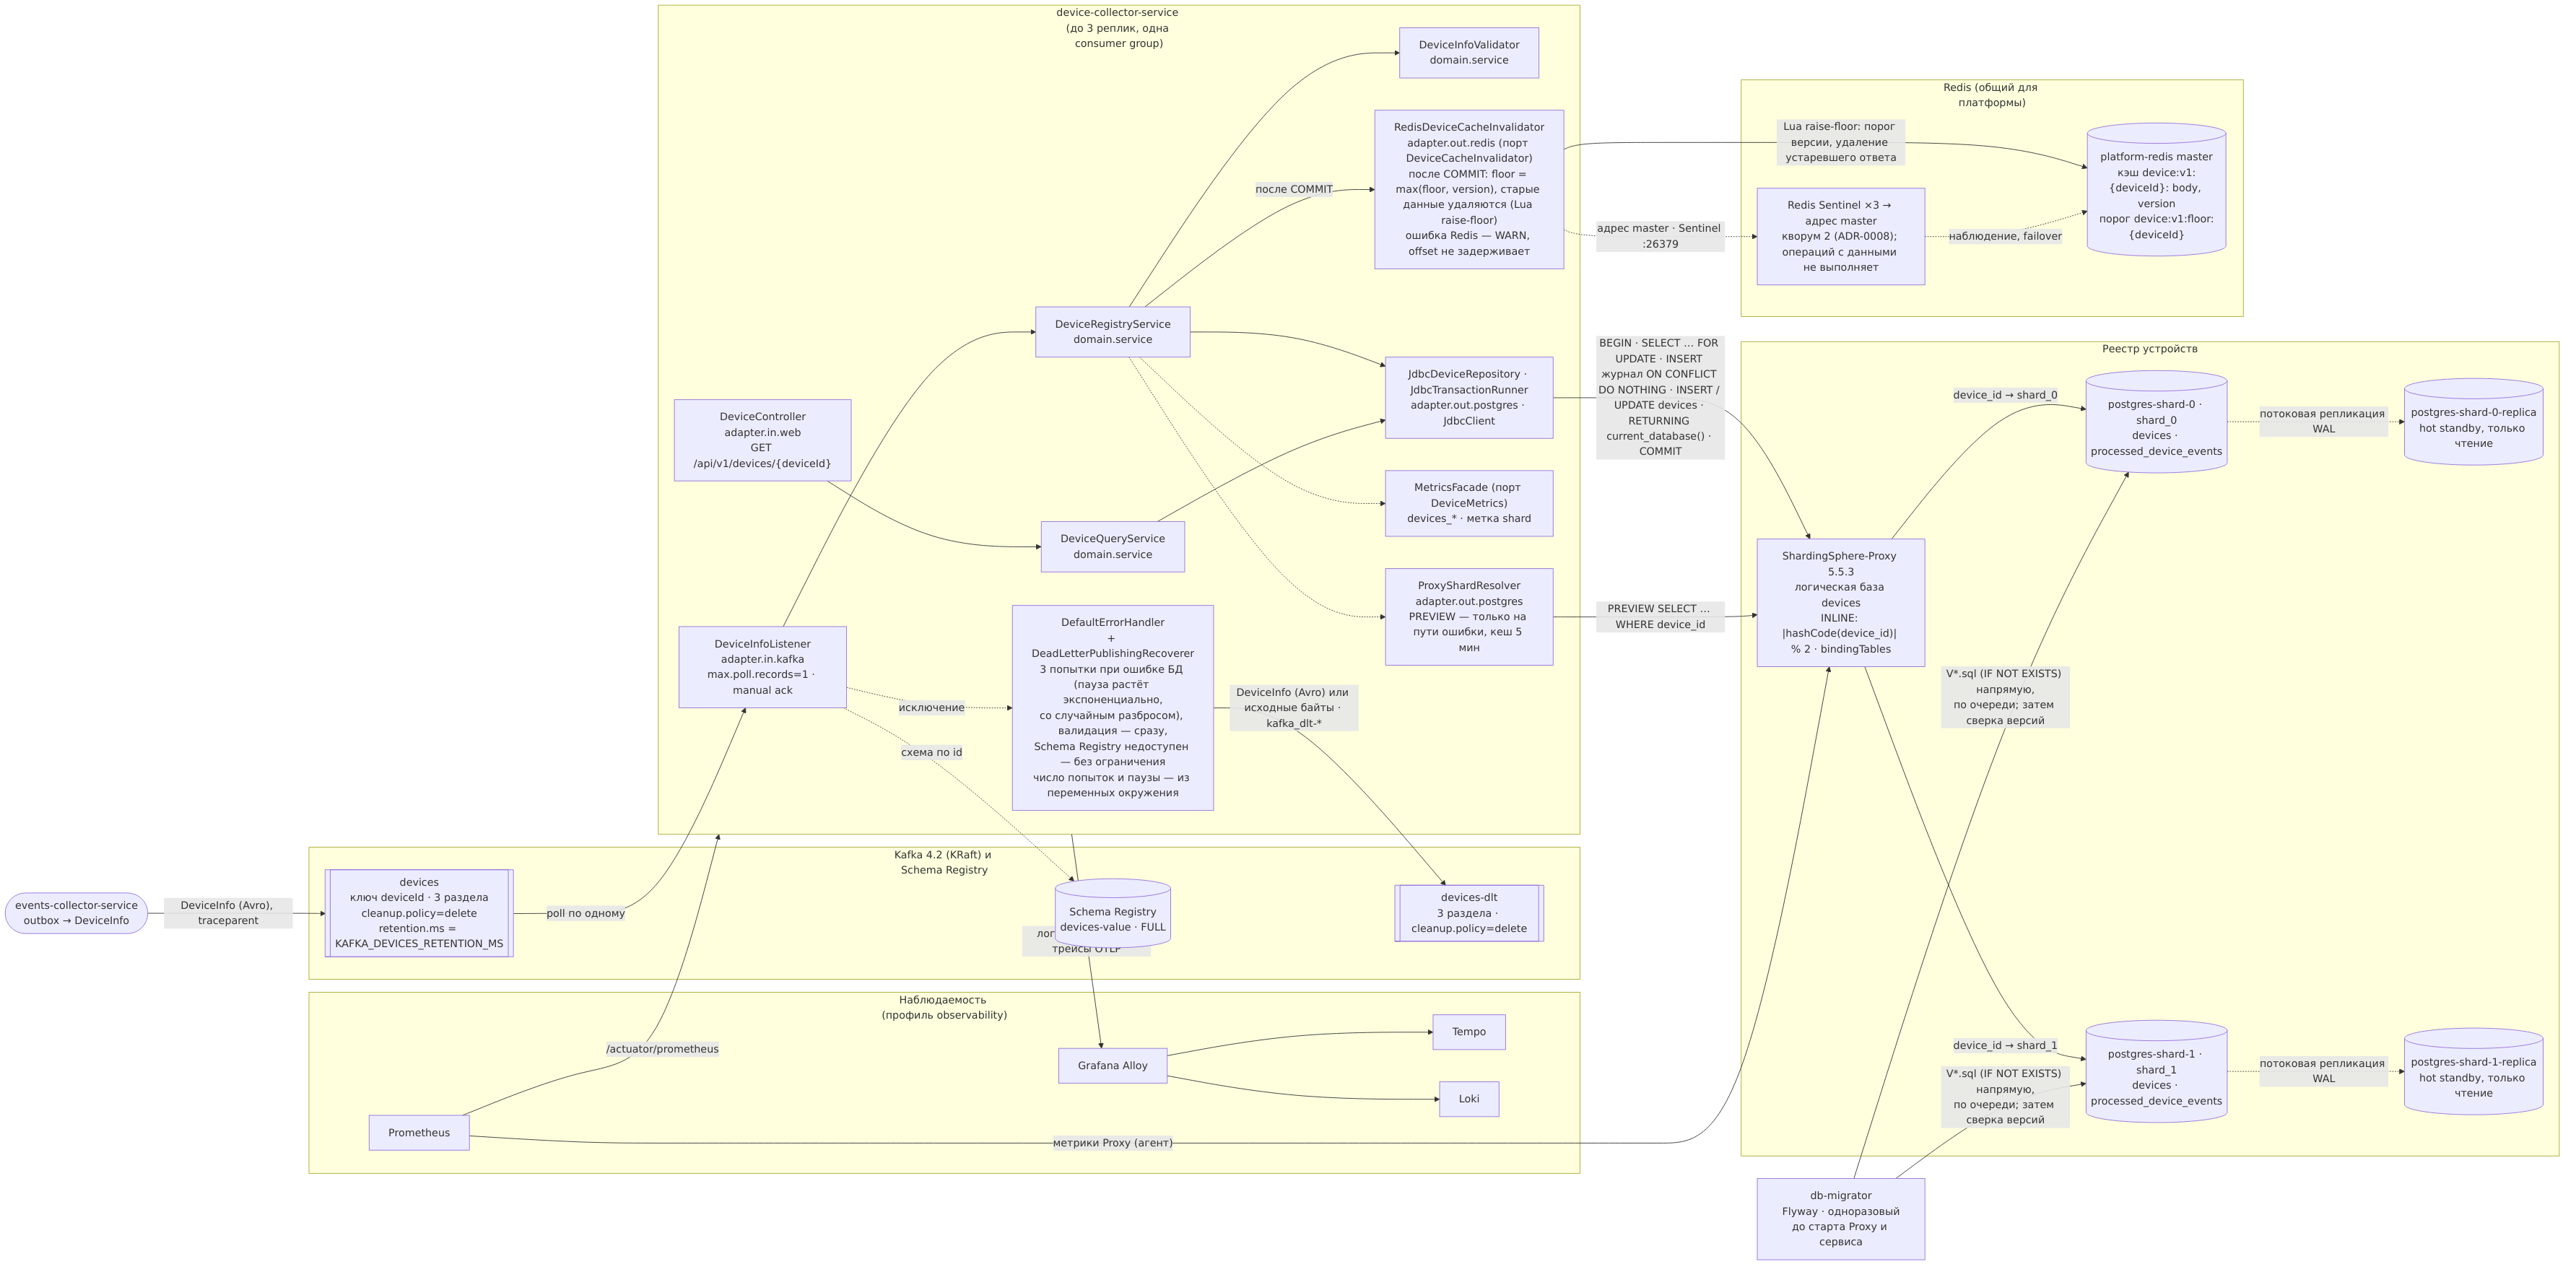 device-collector-service
(до 3 реплик, одна
consumer group)
DeviceInfoValidator
domain.service
RedisDeviceCacheInvalidator
adapter.out.redis (порт
DeviceCacheInvalidator)
после COMMIT: floor =
max(floor, version), старые
данные удаляются (Lua
raise-floor)
ошибка Redis — WARN,
offset не задерживает
после COMMIT
DeviceRegistryService
domain.service
JdbcDeviceRepository ·
JdbcTransactionRunner
adapter.out.postgres ·
JdbcClient
DeviceController
adapter.in.web
GET
/api/v1/devices/{deviceId}
MetricsFacade (порт
DeviceMetrics)
devices_* · метка shard
DeviceQueryService
domain.service
ProxyShardResolver
adapter.out.postgres
PREVIEW — только на
пути ошибки, кеш 5
мин
DeviceInfoListener
adapter.in.kafka
max.poll.records=1 ·
manual ack
исключение
схема по id
DefaultErrorHandler
+
DeadLetterPublishingRecoverer
3 попытки при ошибке БД
(пауза растёт
экспоненциально,
со случайным разбросом),
валидация — сразу,
Schema Registry недоступен
— без ограничения
число попыток и паузы — из
переменных окружения
DeviceInfo (Avro) или
исходные байты ·
kafka_dlt-*
Redis (общий для
платформы)
Lua raise-floor: порог
версии, удаление
устаревшего ответа
адрес master · Sentinel
:26379
Redis Sentinel ×3 →
адрес master
кворум 2 (ADR-0008);
операций с данными
не выполняет
наблюдение, failover
platform-redis master
кэш device:v1:
{deviceId}: body,
version
порог device:v1:floor:
{deviceId}
BEGIN · SELECT … FOR
UPDATE · INSERT
журнал ON CONFLICT
DO NOTHING · INSERT /
UPDATE devices ·
RETURNING
current_database() ·
COMMIT
PREVIEW SELECT …
WHERE device_id
Реестр устройств
ShardingSphere-Proxy
5.5.3
логическая база
devices
INLINE:
|hashCode(device_id)|
% 2 · bindingTables
device_id → shard_0
postgres-shard-0 ·
shard_0
devices ·
processed_device_events
потоковая репликация
WAL
postgres-shard-0-replica
hot standby, только
чтение
V*.sql (IF NOT EXISTS)
напрямую,
по очереди; затем
сверка версий
device_id → shard_1
V*.sql (IF NOT EXISTS)
напрямую,
по очереди; затем
сверка версий
postgres-shard-1 ·
shard_1
devices ·
processed_device_events
потоковая репликация
WAL
postgres-shard-1-replica
hot standby, только
чтение
db-migrator
Flyway · одноразовый
до старта Proxy и
сервиса
events-collector-service
outbox → DeviceInfo
DeviceInfo (Avro),
traceparent
Kafka 4.2 (KRaft) и
Schema Registry
devices
ключ deviceId · 3 раздела
cleanup.policy=delete
retention.ms =
KAFKA_DEVICES_RETENTION_MS
poll по одному
Schema Registry
devices-value · FULL
трейсы OTLP
devices-dlt
3 раздела ·
cleanup.policy=delete
Наблюдаемость
(профиль observability)
/actuator/prometheus
Prometheus
метрики Proxy (агент)
Grafana Alloy
Tempo
Loki